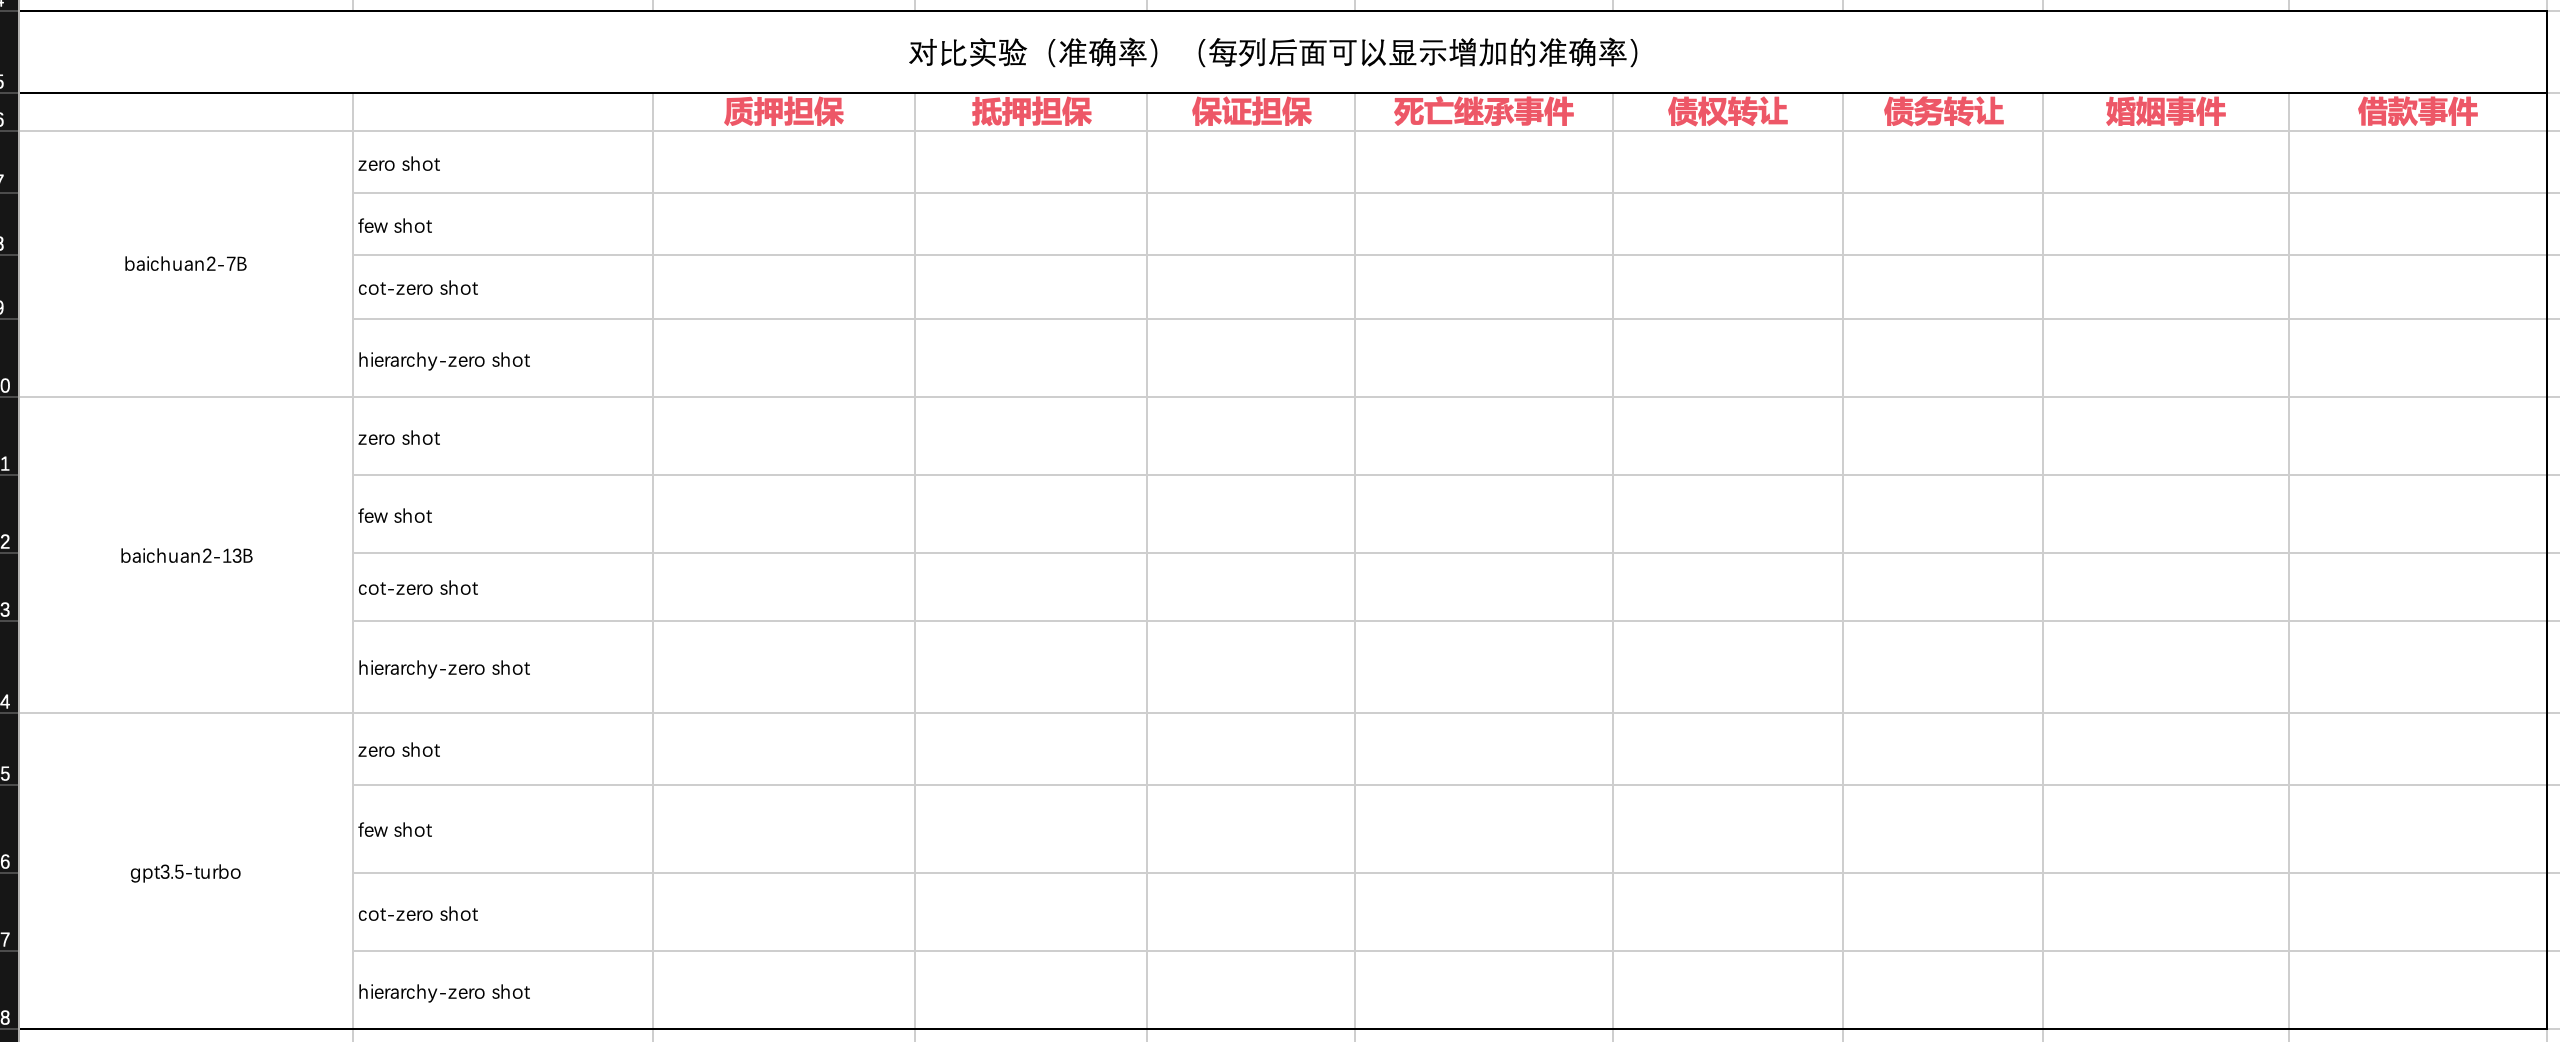 对比实验（准确率）（每列后面可以显示增加的准确率）
质押担保 抵押担保 保证担保 死亡继承事件 债权转让 债务转让 婚姻事件 借款事件
baichuan2-7B
zero shot
few shot
cot-zero shot
hierarchy-zero shot
baichuan2-13B
zero shot
few shot
cot-zero shot
hierarchy-zero shot
gpt3.5-turbo
zero shot
few shot
cot-zero shot
hierarchy-zero shot